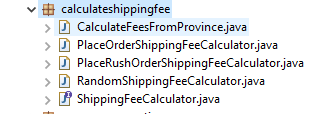 calculateshippingfee
CalculateFeesFromProvince.java
PlaceOrderShippingFeeCalculator.java
PlaceRushOrderShippingFeeCalculator.java
RandomShippingFeeCalculator.java
ShippingFeeCalculator.java